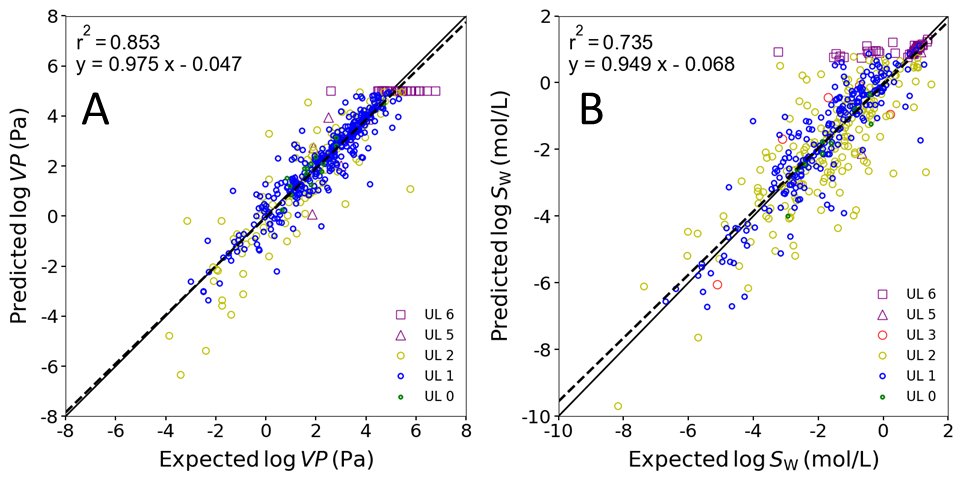 r² = 0.853
y = 0.975 x - 0.047
A
8
6
4
2
0
-2
-4
-6
-8
-8
-6
-4
-2
0
2
4
6
8
Predicted log VP (Pa)
Expected log VP (Pa)
UL 6
UL 5
UL 2
UL 1
UL 0
r² = 0.735
y = 0.949 x - 0.068
B
2
0
-2
-4
-6
-8
-10
-10
-8
-6
-4
-2
0
2
Predicted log S_W (mol/L)
Expected log S_W (mol/L)
UL 6
UL 5
UL 3
UL 2
UL 1
UL 0